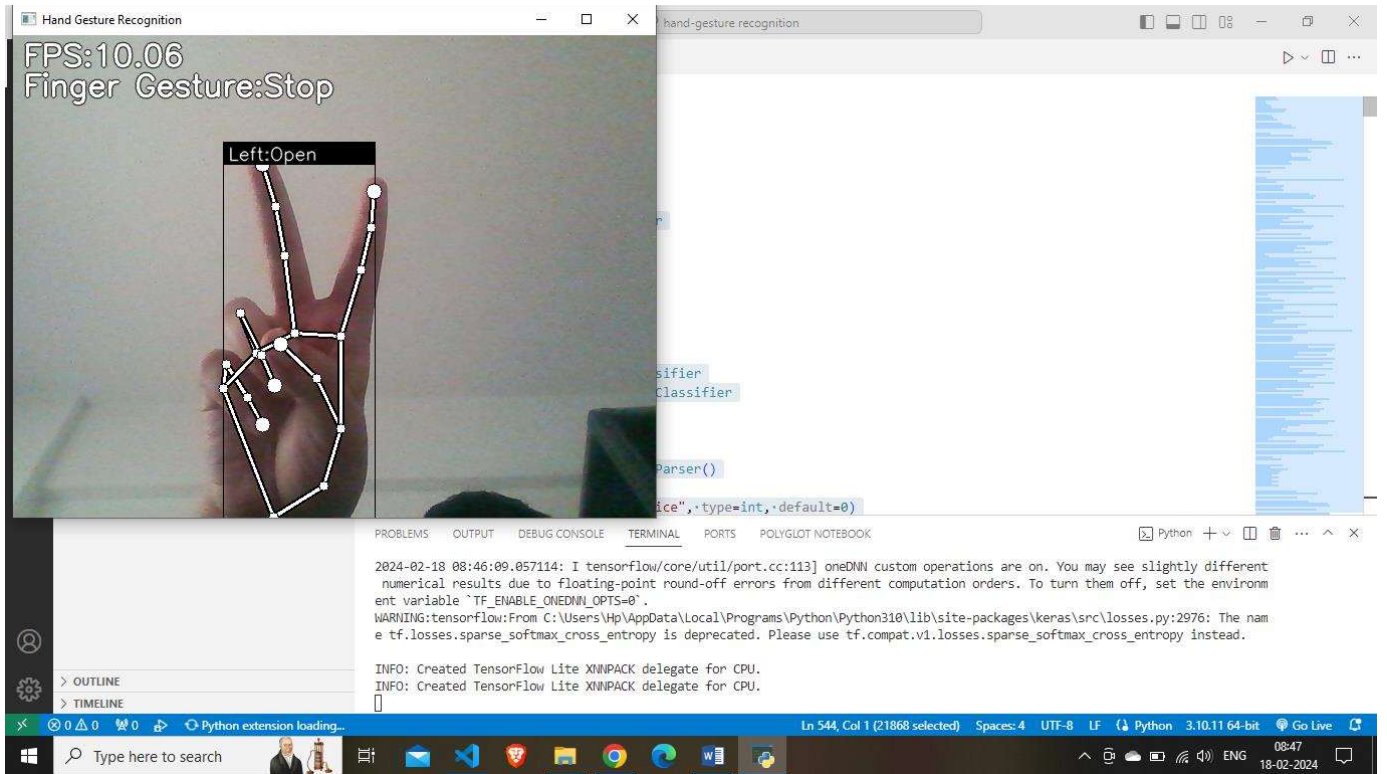 Hand Gesture Recognition
hand-gesture recognition
FPS:10.06
Finger Gesture:Stop
Left:Open
r
sifier
Classifier
Parser()
ice",·type=int,·default=0)
PROBLEMS OUTPUT DEBUG CONSOLE TERMINAL PORTS POLYGLOT NOTEBOOK Python
2024-02-18 08:46:09.057114: I tensorflow/core/util/port.cc:113] oneDNN custom operations are on. You may see slightly different
numerical results due to floating-point round-off errors from different computation orders. To turn them off, set the environm
ent variable `TF_ENABLE_ONEDNN_OPTS=0`.
WARNING:tensorflow:From C:\Users\Hp\AppData\Local\Programs\Python\Python310\lib\site-packages\keras\src\losses.py:2976: The nam
e tf.losses.sparse_softmax_cross_entropy is deprecated. Please use tf.compat.v1.losses.sparse_softmax_cross_entropy instead.
INFO: Created TensorFlow Lite XNNPACK delegate for CPU.
INFO: Created TensorFlow Lite XNNPACK delegate for CPU.
> OUTLINE
> TIMELINE
0 0 0 Python extension loading... Ln 544, Col 1 (21868 selected) Spaces: 4 UTF-8 LF Python 3.10.11 64-bit Go Live
Type here to search ENG 08:47
18-02-2024